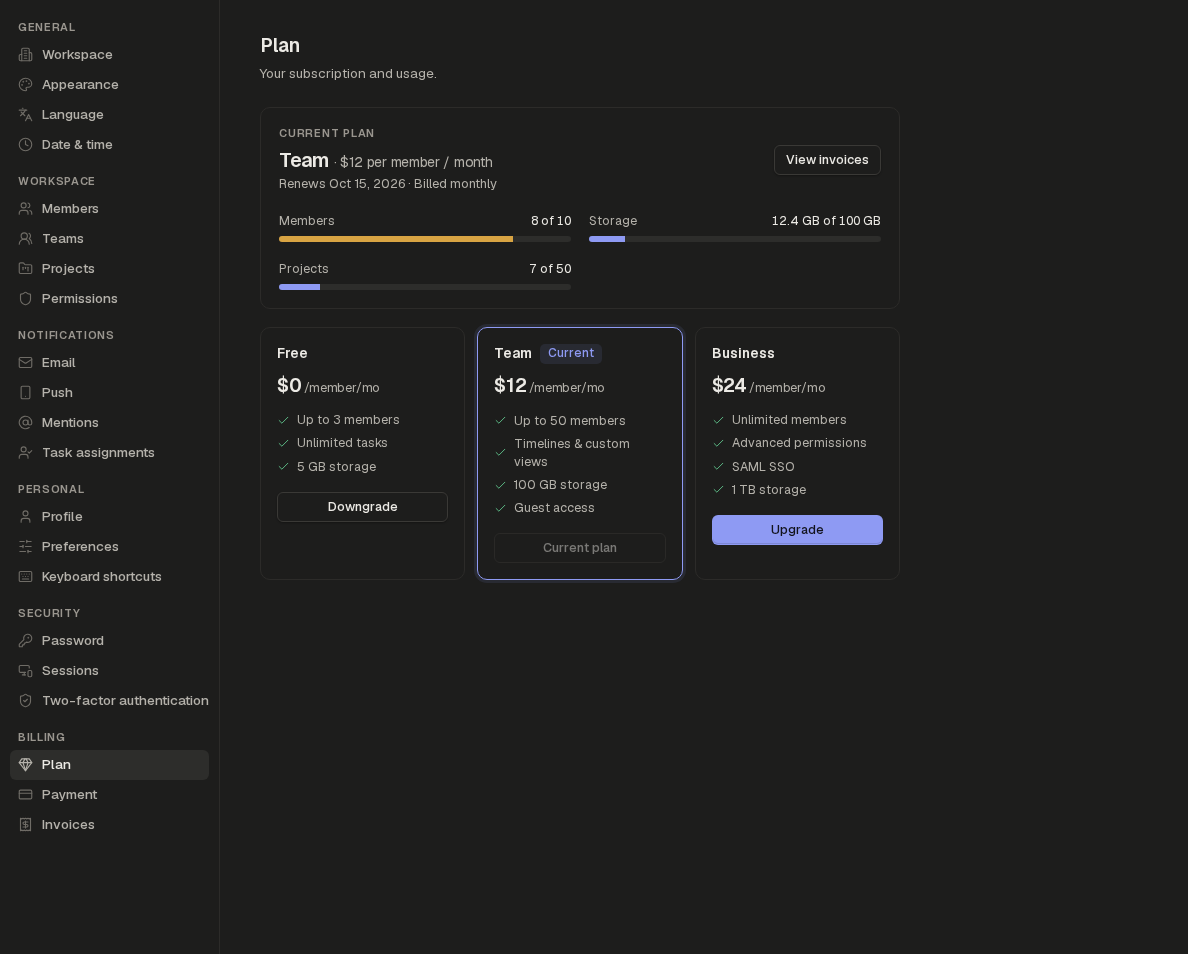 GENERAL
Workspace
Appearance
Language
Date & time
WORKSPACE
Members
Teams
Projects
Permissions
NOTIFICATIONS
Email
Push
Mentions
Task assignments
PERSONAL
Profile
Preferences
Keyboard shortcuts
SECURITY
Password
Sessions
Two-factor authentication
BILLING
Plan
Payment
Invoices
Plan
Your subscription and usage.
CURRENT PLAN
Team · $12 per member / month
Renews Oct 15, 2026 · Billed monthly
View invoices
Members 8 of 10
Storage 12.4 GB of 100 GB
Projects 7 of 50
Free
$0 /member/mo
Up to 3 members
Unlimited tasks
5 GB storage
Downgrade
Team Current
$12 /member/mo
Up to 50 members
Timelines & custom
views
100 GB storage
Guest access
Current plan
Business
$24 /member/mo
Unlimited members
Advanced permissions
SAML SSO
1 TB storage
Upgrade